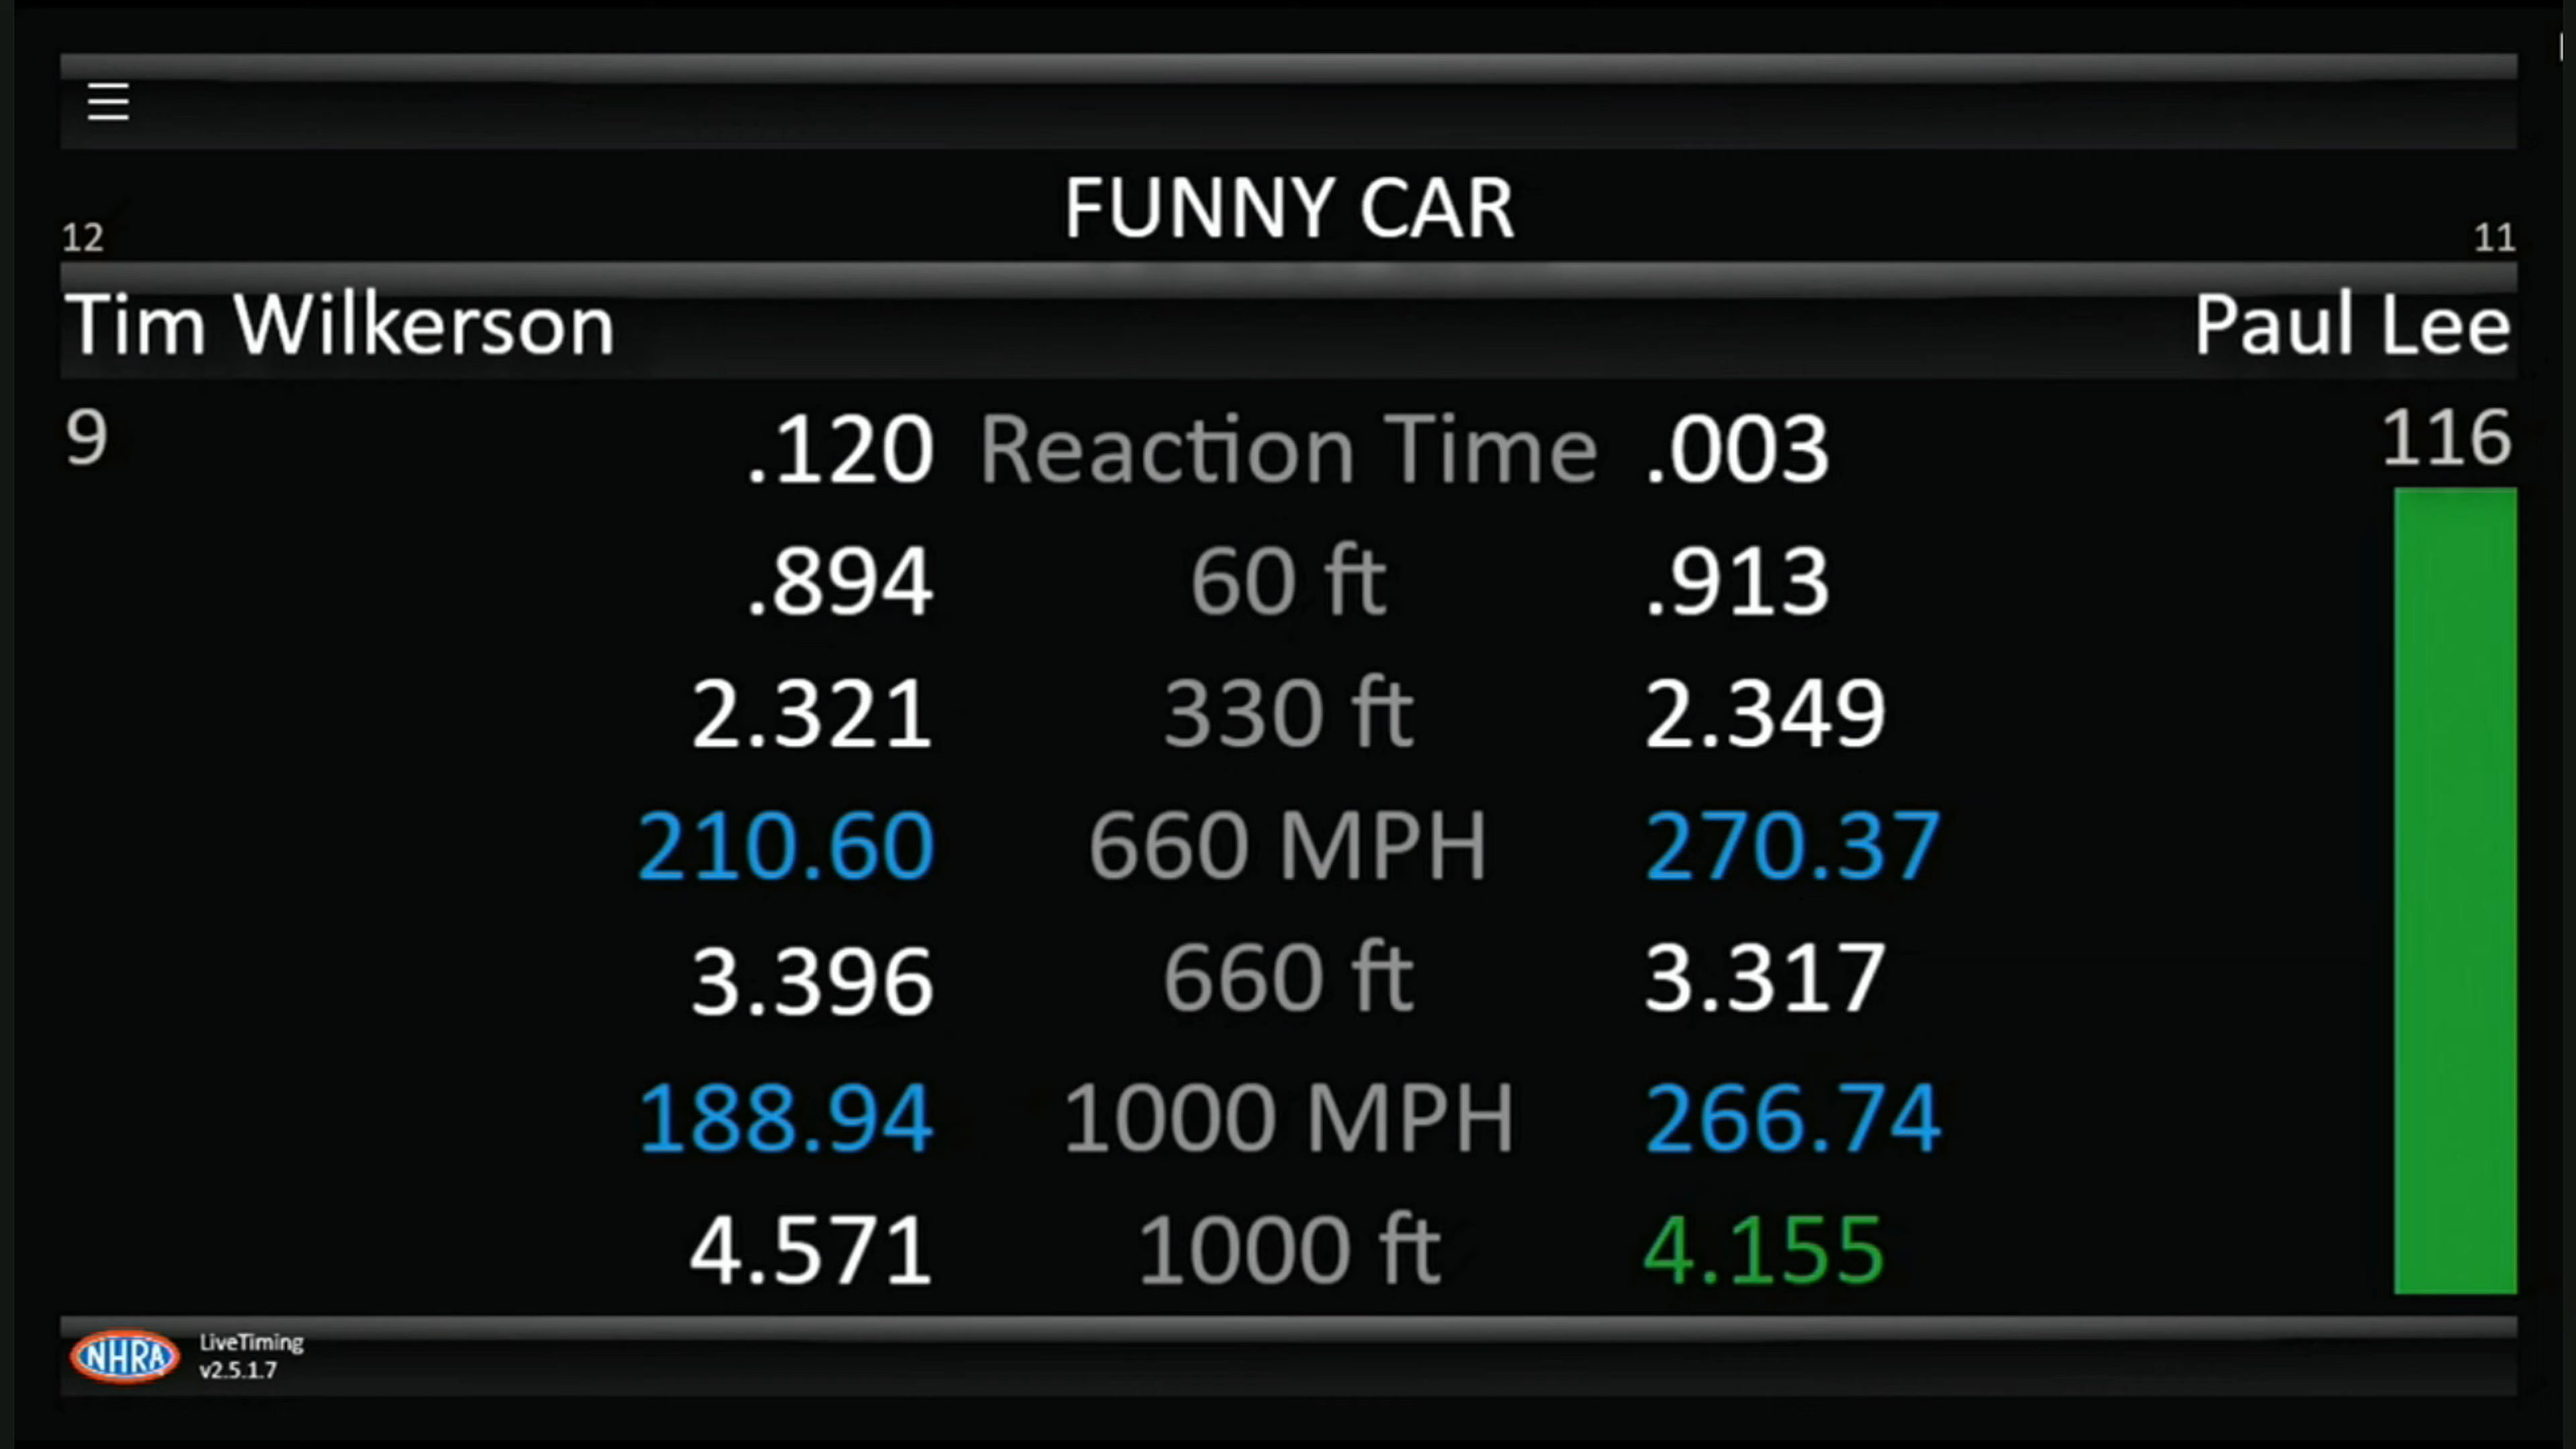 FUNNY CAR
12 11
Tim Wilkerson Paul Lee
9 .120 Reaction Time .003 116
.894 60 ft .913
2.321 330 ft 2.349
210.60 660 MPH 270.37
3.396 660 ft 3.317
188.94 1000 MPH 266.74
4.571 1000 ft 4.155
NHRA
LiveTiming
v2.5.1.7